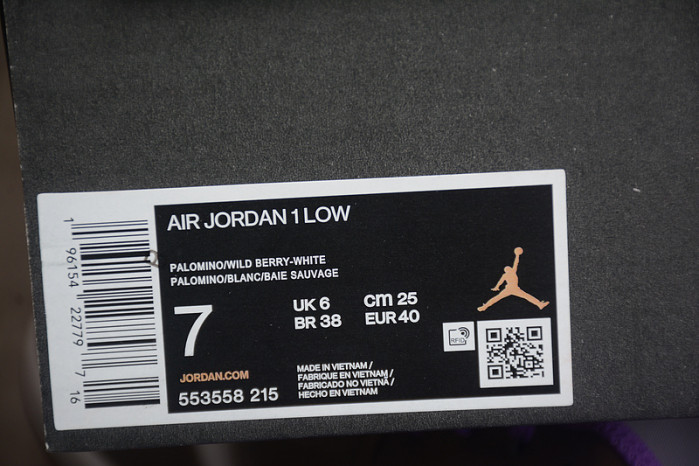 AIR JORDAN 1 LOW
PALOMINO/WILD BERRY-WHITE
PALOMINO/BLANC/BAIE SAUVAGE
7
UK 6
cm 25
BR 38
EUR 40
RFID
JORDAN.COM
553558 215
MADE IN VIETNAM /
FABRIQUE EN VIETNAM /
FABRICADO NO VIETNÃ /
HECHO EN VIETNAM
1 96154 22779 7 16